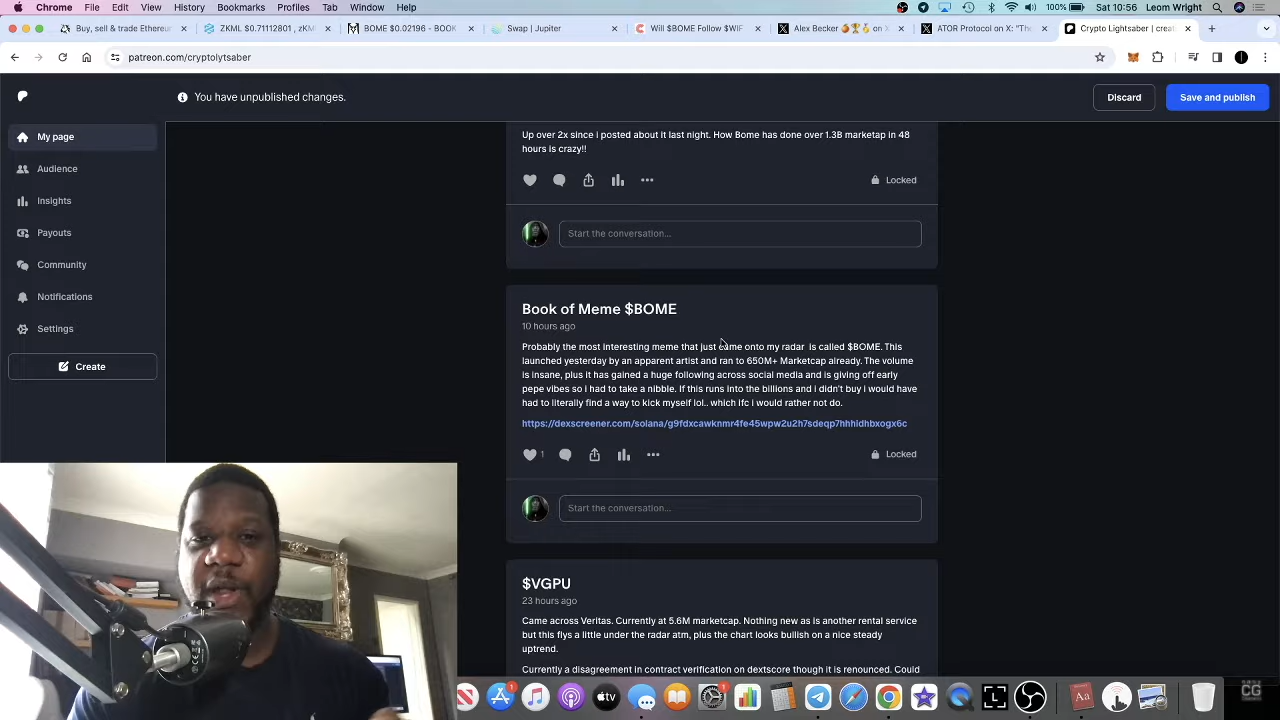 Chrome File Edit View History Bookmarks Profiles Tab Window Help 100% Sat 10:56 Leom Wright
Buy, sell & trade Ethereu
ZKML $0.71112801 , zkM
BOME $0.02196 - BOOK
Swap | Jupiter
Will $BOME Follow $WIF
Alex Becker on X
ATOR Protocol on X: "The
Crypto Lightsaber | creat
patreon.com/cryptolytsaber
You have unpublished changes.
Discard
Save and publish
My page
Audience
Insights
Payouts
Community
Notifications
Settings
Create
Up over 2x since i posted about it last night. How Bome has done over 1.3B marketap in 48
hours is crazy!!
Locked
Start the conversation...
Book of Meme $BOME
10 hours ago
Probably the most interesting meme that just came onto my radar is called $BOME. This
launched yesterday by an apparent artist and ran to 650M+ Marketcap already. The volume
is insane, plus it has gained a huge following across social media and is giving off early
pepe vibes so i had to take a nibble. If this runs into the billions and i didn't buy i would have
had to literally find a way to kick myself lol.. which ifc i would rather not do.
https://dexscreener.com/solana/g9fdxcawknmr4fe45wpw2u2h7sdeqp7hhhidhbxogx6c
1
Locked
Start the conversation...
$VGPU
23 hours ago
Came across Veritas. Currently at 5.6M marketcap. Nothing new as is another rental service
but this flys a little under the radar atm, plus the chart looks bullish on a nice steady
uptrend.
Currently a disagreement in contract verification on dextscore though it is renounced. Could
tv
Aa
CG